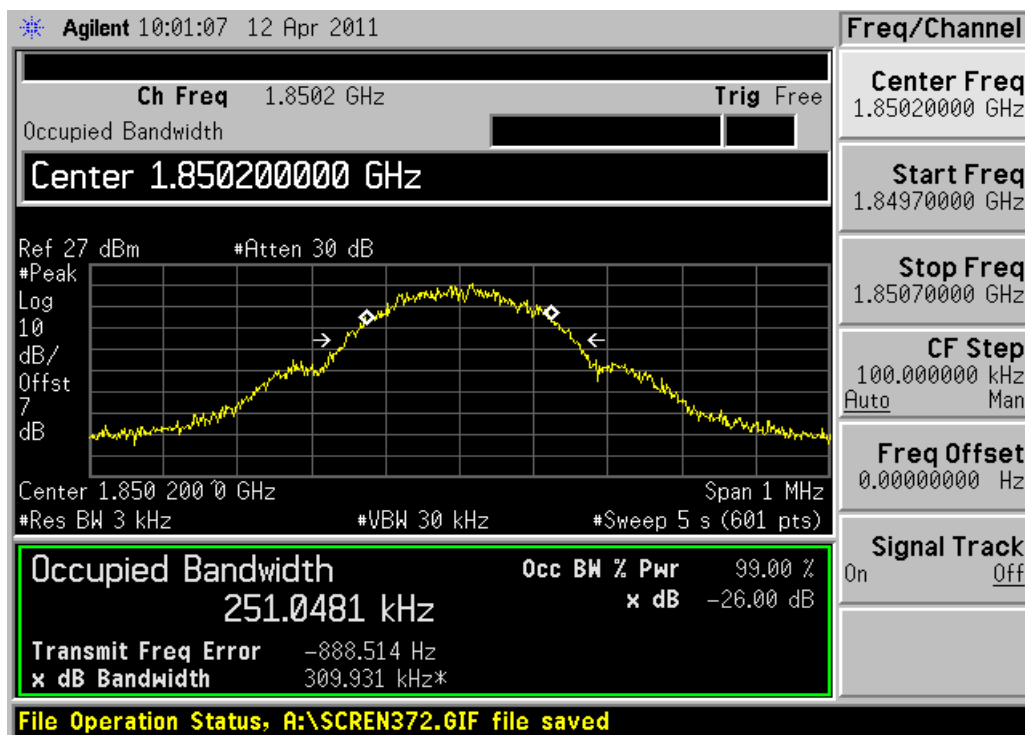 Agilent 10:01:07 12 Apr 2011
Ch Freq 1.8502 GHz Trig Free
Occupied Bandwidth
Center 1.850200000 GHz
Ref 27 dBm #Atten 30 dB
#Peak
Log
10
dB/
Offst
7
dB
Center 1.850 200 0 GHz Span 1 MHz
#Res BW 3 kHz #VBW 30 kHz #Sweep 5 s (601 pts)
Occupied Bandwidth Occ BW % Pwr 99.00 %
251.0481 kHz x dB -26.00 dB
Transmit Freq Error -888.514 Hz
x dB Bandwidth 309.931 kHz*
File Operation Status, A:\SCREN372.GIF file saved
Freq/Channel
Center Freq
1.85020000 GHz
Start Freq
1.84970000 GHz
Stop Freq
1.85070000 GHz
CF Step
100.000000 kHz
Auto Man
Freq Offset
0.00000000 Hz
Signal Track
On Off